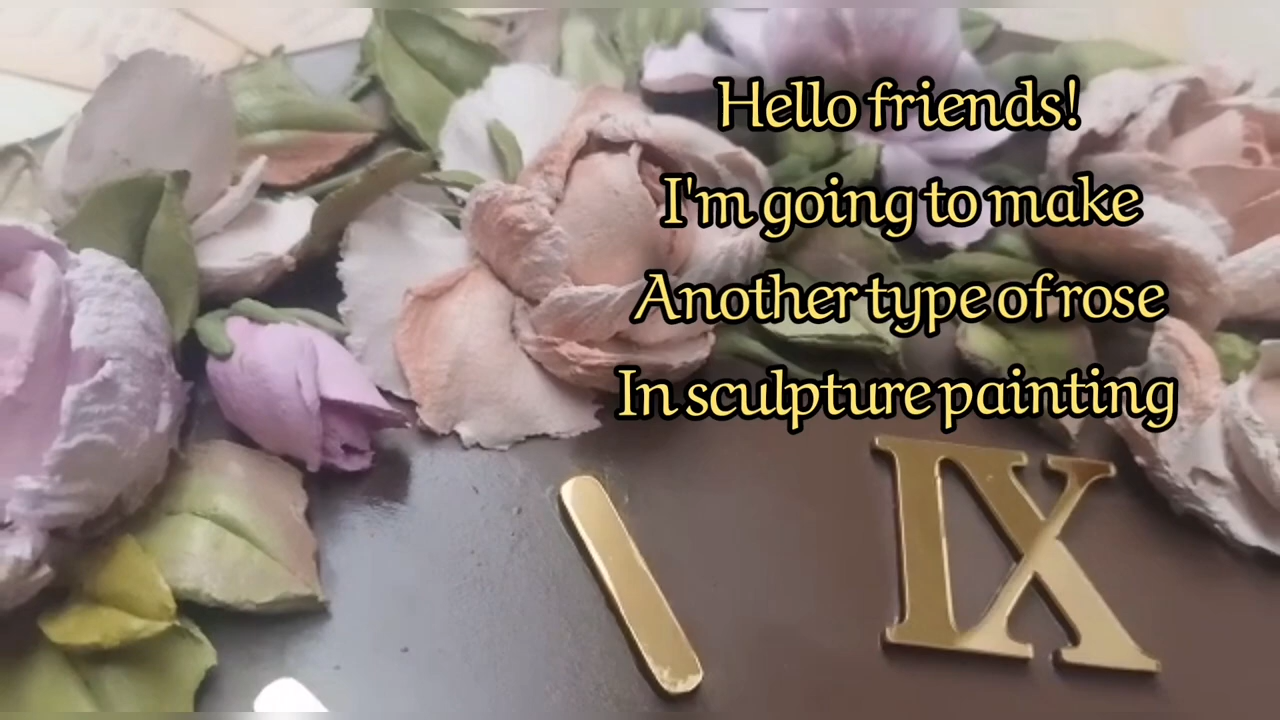 Hello friends!
I'm going to make
Another type of rose
In sculpture painting
IX